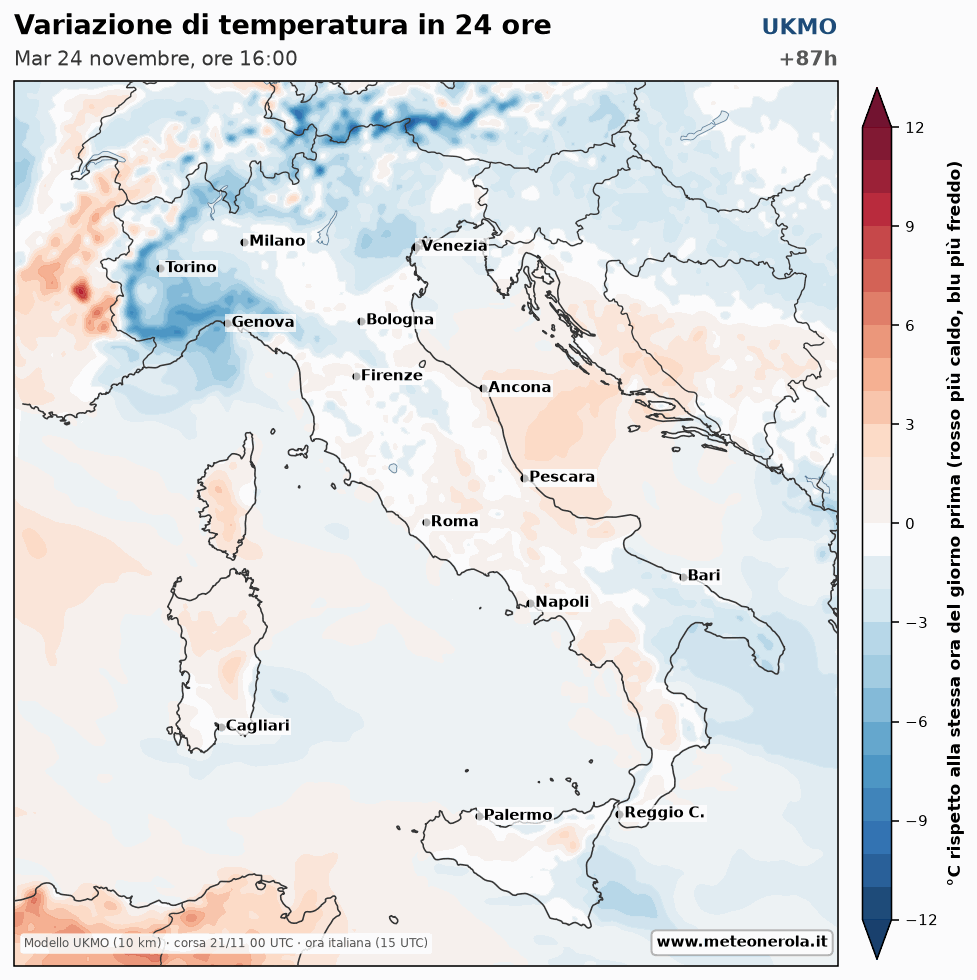 Variazione di temperatura in 24 ore
UKMO
Mar 24 novembre, ore 16:00
+87h
Milano
Venezia
Torino
Genova
Bologna
Firenze
Ancona
Pescara
Roma
Bari
Napoli
Cagliari
Palermo
Reggio C.
12
9
6
3
0
−3
−6
−9
−12
°C rispetto alla stessa ora del giorno prima (rosso più caldo, blu più freddo)
Modello UKMO (10 km) · corsa 21/11 00 UTC · ora italiana (15 UTC)
www.meteonerola.it